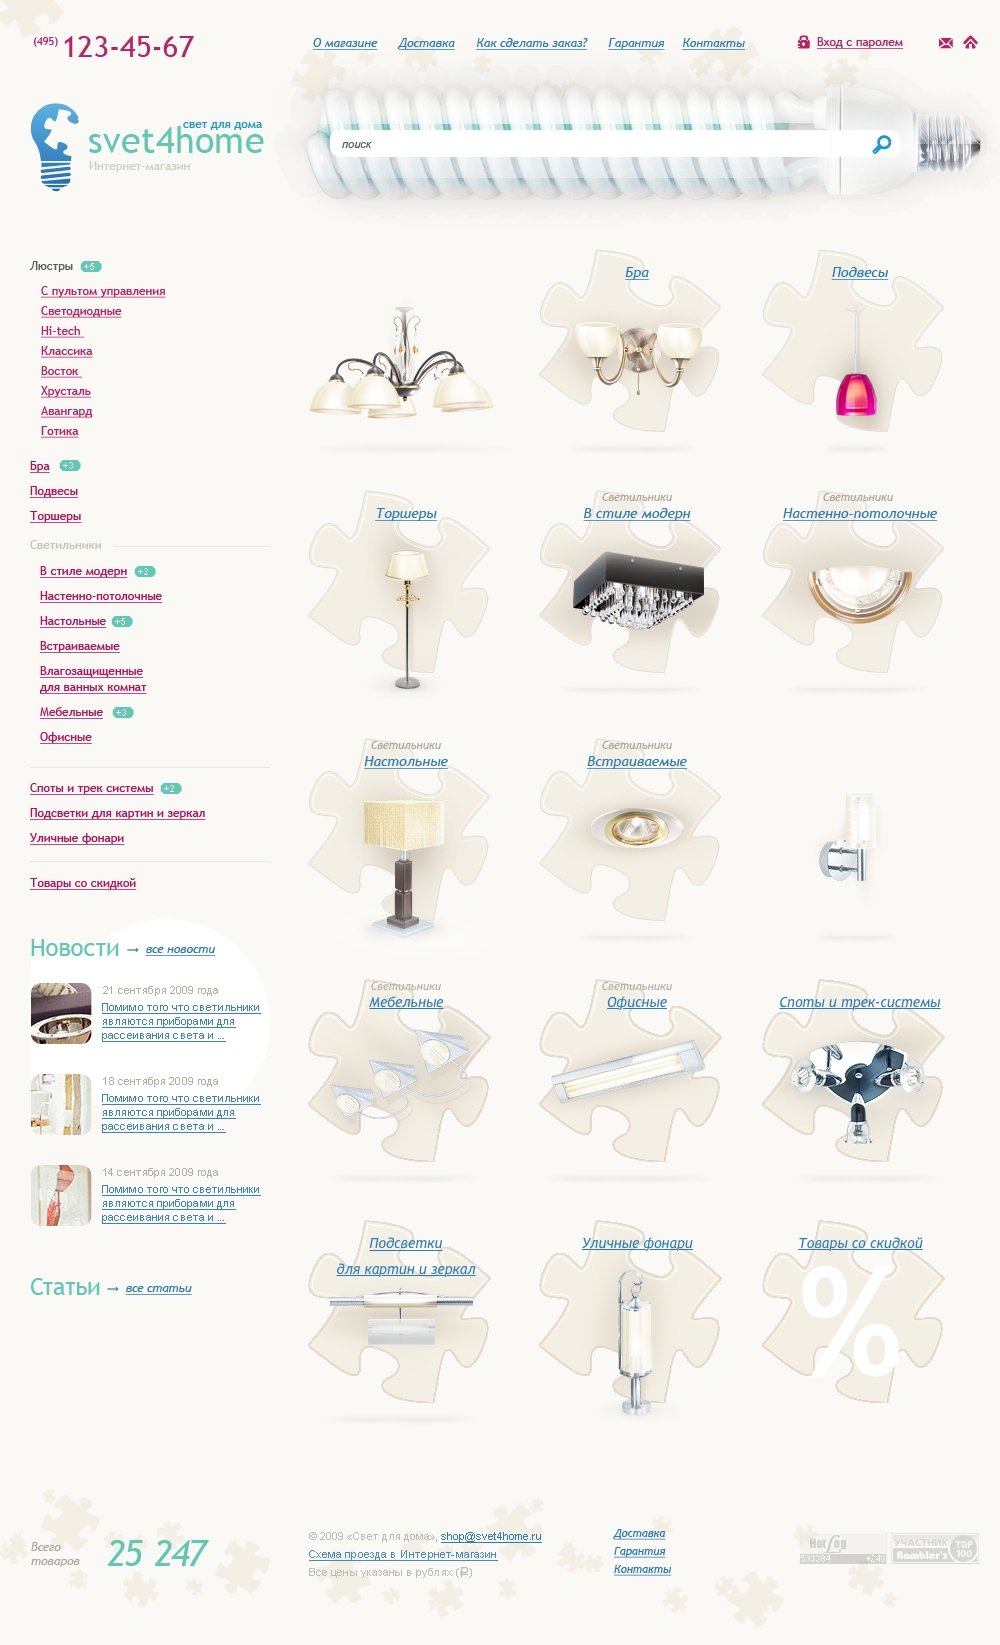 (495) 123-45-67
О магазине Доставка Как сделать заказ? Гарантия Контакты
Вход с паролем
свет для дома
svet4home
Интернет-магазин
поиск
Люстры +5
С пультом управления
Светодиодные
Hi-tech
Классика
Восток
Хрусталь
Авангард
Готика
Бра +3
Подвесы
Торшеры
Светильники
В стиле модерн +2
Настенно-потолочные
Настольные +5
Встраиваемые
Влагозащищенные
для ванных комнат
Мебельные +3
Офисные
Споты и трек системы +2
Подсветки для картин и зеркал
Уличные фонари
Товары со скидкой
Новости → все новости
21 сентября 2009 года
Помимо того что светильники
являются приборами для
рассеивания света и ...
18 сентября 2009 года
Помимо того что светильники
являются приборами для
рассеивания света и ...
14 сентября 2009 года
Помимо того что светильники
являются приборами для
рассеивания света и ...
Статьи → все статьи
Бра
Подвесы
Торшеры
Светильники
В стиле модерн
Светильники
Настенно-потолочные
Светильники
Настольные
Светильники
Встраиваемые
Светильники
Мебельные
Светильники
Офисные
Споты и трек-системы
Подсветки
для картин и зеркал
Уличные фонари
Товары со скидкой
%
Всего
товаров
25 247
© 2009 «Свет для дома», shop@svet4home.ru
Схема проезда в Интернет-магазин
Все цены указаны в рублях (₽)
Доставка
Гарантия
Контакты
HotLog
593384 +248
УЧАСТНИК
Rambler's
TOP
100